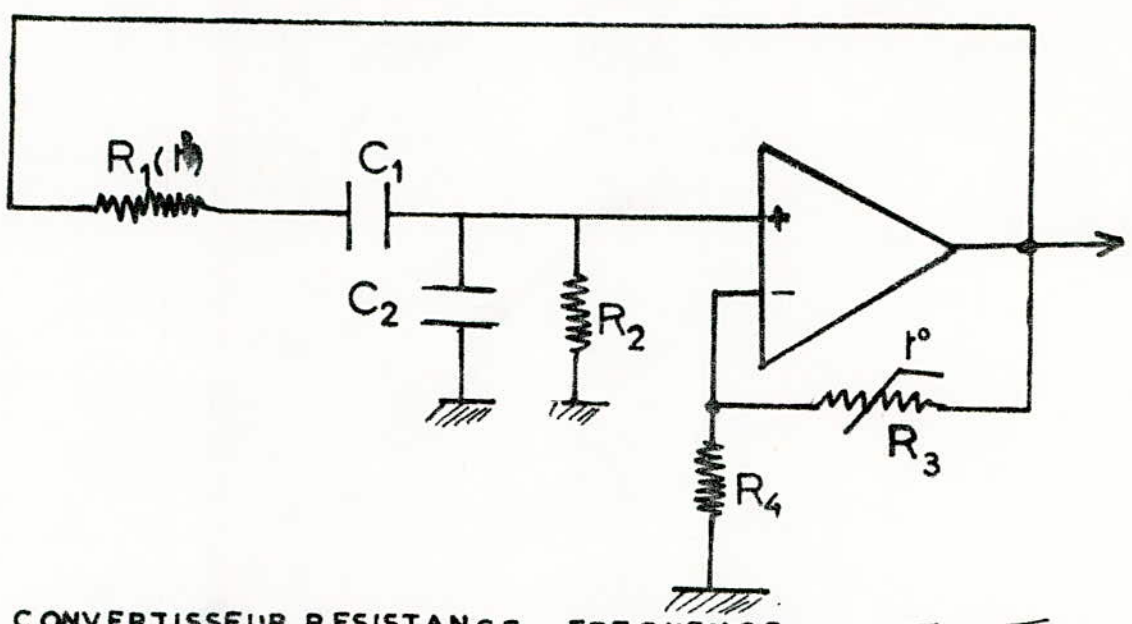 R₁(
C₁
+
C₂
R₂
−
t°
R₃
R₄
CONVERTISSEUR RESISTANCE FREQUENCE